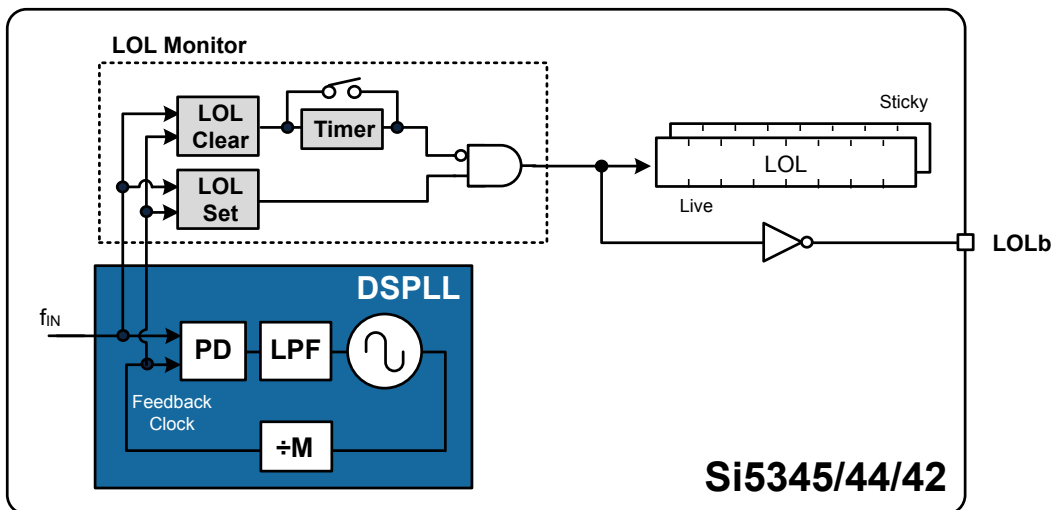 LOL Monitor
LOL
Clear
Timer
LOL
Set
Sticky
LOL
Live
LOLb
DSPLL
fIN
PD
LPF
Feedback
Clock
÷M
Si5345/44/42